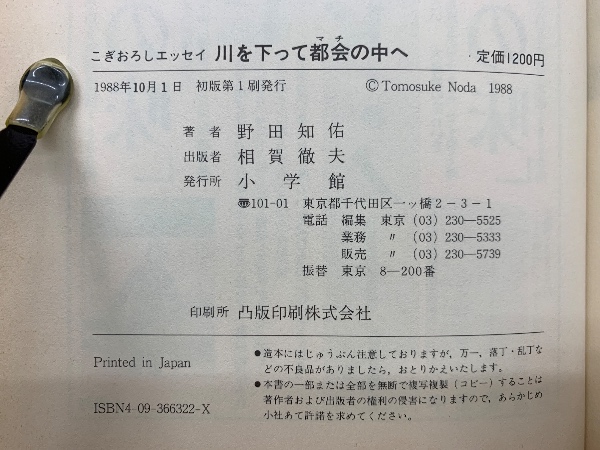 こぎおろしエッセイ 川を下って都会の中へ ・定価1200円
マチ
1988年10月1日 初版第1刷発行 © Tomosuke Noda 1988
著者 野田知佑
出版者 相賀徹夫
発行所 小学館
〠101-01 東京都千代田区一ッ橋2-3-1
電話 編集 東京 (03) 230-5525
業務 〃 (03) 230-5333
販売 〃 (03) 230-5739
振替 東京 8-200番
印刷所 凸版印刷株式会社
Printed in Japan
ISBN4-09-366322-X
●造本にはじゅうぶん注意しておりますが、万一、落丁・乱丁な
どの不良品がありましたら、おとりかえいたします。
●本書の一部または全部を無断で複写複製（コピー）することは
著作者および出版者の権利の侵害になりますので、あらかじめ
小社あて許諾を求めてください。